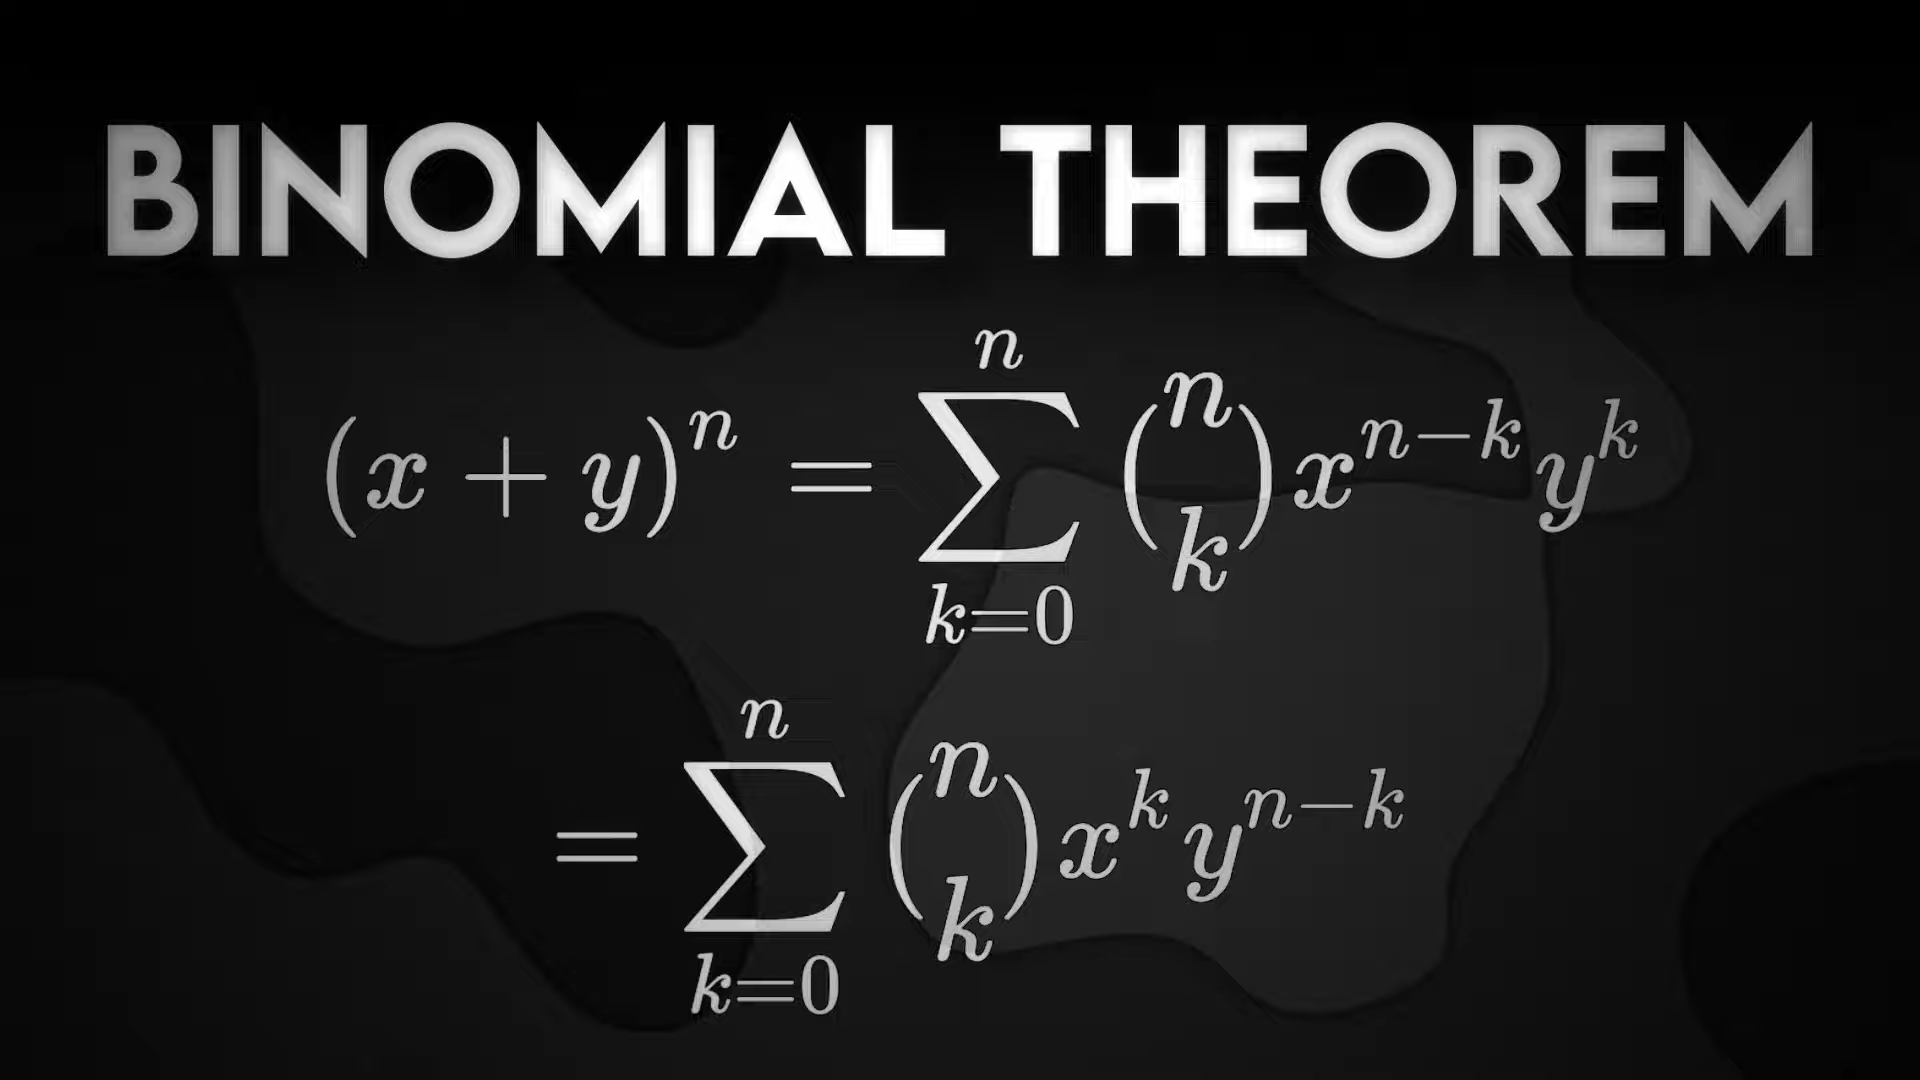 BINOMIAL THEOREM
$(x + y)^n = \sum_{k=0}^{n} \binom{n}{k} x^{n-k} y^k$
$= \sum_{k=0}^{n} \binom{n}{k} x^k y^{n-k}$